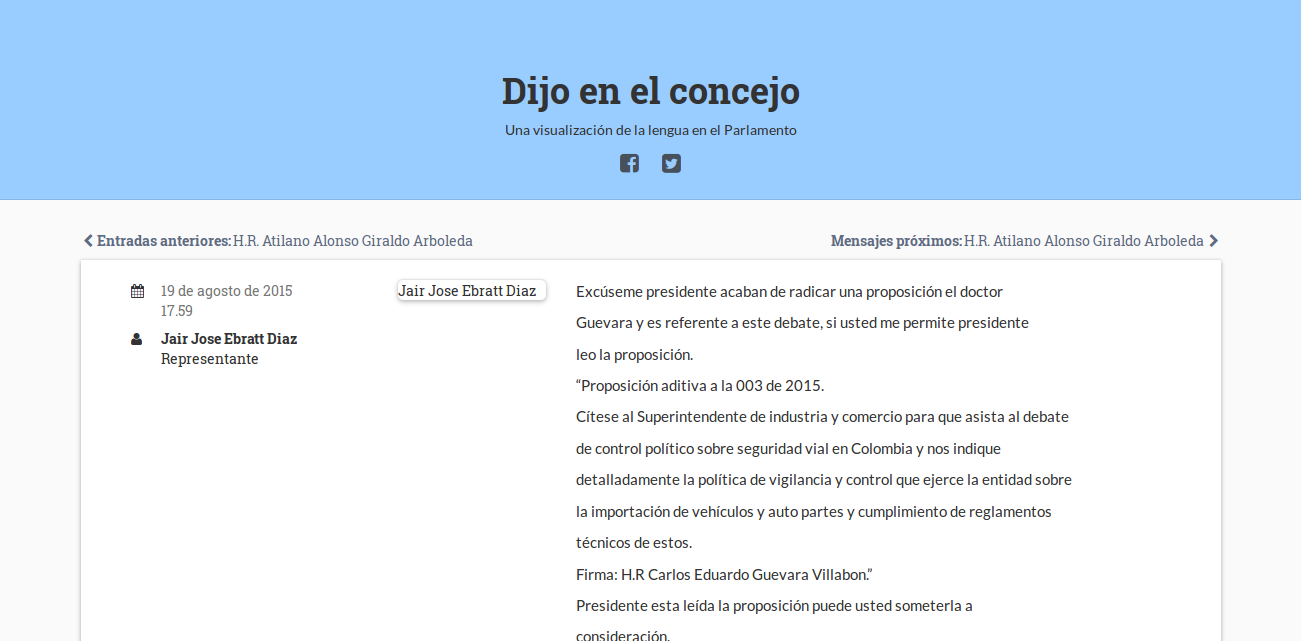 Dijo en el concejo
Una visualización de la lengua en el Parlamento
Entradas anteriores: H.R. Atilano Alonso Giraldo Arboleda
Mensajes próximos: H.R. Atilano Alonso Giraldo Arboleda
19 de agosto de 2015
17.59
Jair Jose Ebratt Diaz
Representante
Jair Jose Ebratt Diaz
Excúseme presidente acaban de radicar una proposición el doctor
Guevara y es referente a este debate, si usted me permite presidente
leo la proposición.
“Proposición aditiva a la 003 de 2015.
Cítese al Superintendente de industria y comercio para que asista al debate
de control político sobre seguridad vial en Colombia y nos indique
detalladamente la política de vigilancia y control que ejerce la entidad sobre
la importación de vehículos y auto partes y cumplimiento de reglamentos
técnicos de estos.
Firma: H.R Carlos Eduardo Guevara Villabon.”
Presidente esta leída la proposición puede usted someterla a
consideración.